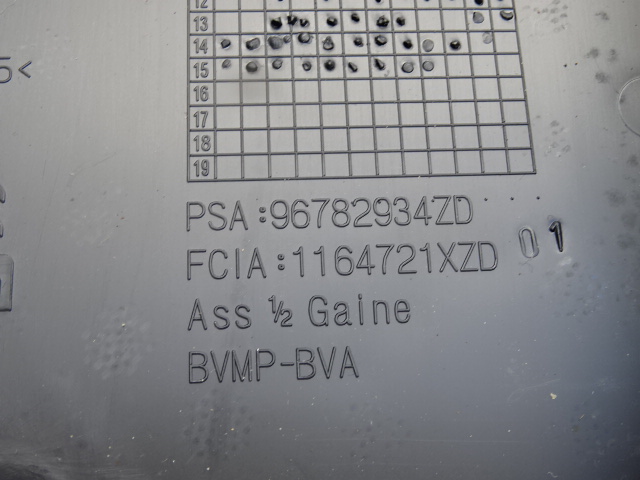 12
13
14
15
16
17
18
19
5<
PSA:96782934ZD
FCIA:1164721XZD 01
Ass ½ Gaine
BVMP-BVA